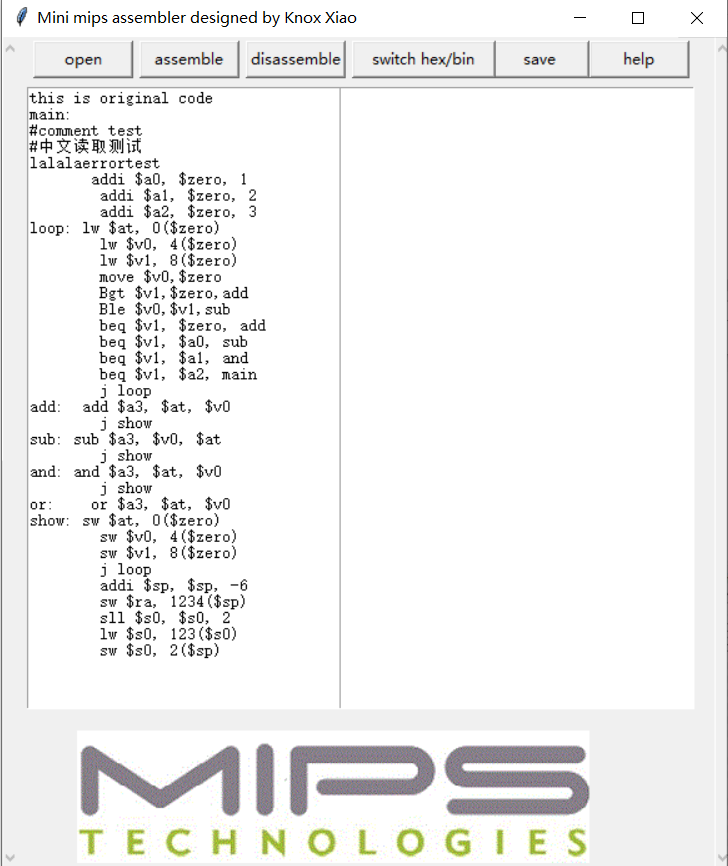 Mini mips assembler designed by Knox Xiao
open assemble disassemble switch hex/bin save help
this is original code
main:
#comment test
#中文读取测试
lalalaerrortest
addi $a0, $zero, 1
addi $a1, $zero, 2
addi $a2, $zero, 3
loop: lw $at, 0($zero)
lw $v0, 4($zero)
lw $v1, 8($zero)
move $v0,$zero
Bgt $v1,$zero,add
Ble $v0,$v1,sub
beq $v1, $zero, add
beq $v1, $a0, sub
beq $v1, $a1, and
beq $v1, $a2, main
j loop
add: add $a3, $at, $v0
j show
sub: sub $a3, $v0, $at
j show
and: and $a3, $at, $v0
j show
or: or $a3, $at, $v0
show: sw $at, 0($zero)
sw $v0, 4($zero)
sw $v1, 8($zero)
j loop
addi $sp, $sp, -6
sw $ra, 1234($sp)
sll $s0, $s0, 2
lw $s0, 123($s0)
sw $s0, 2($sp)
MIPS
TECHNOLOGIES